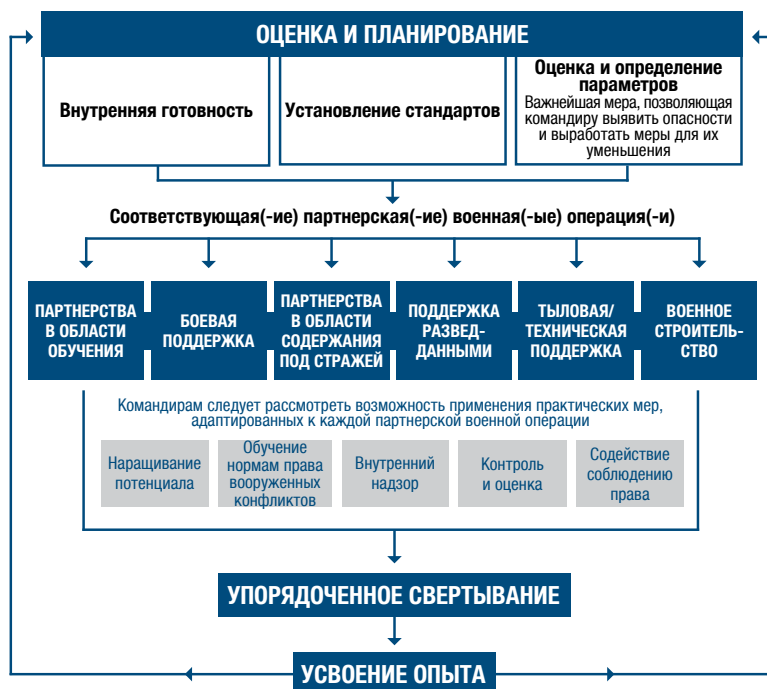 ОЦЕНКА И ПЛАНИРОВАНИЕ
Внутренняя готовность
Установление стандартов
Оценка и определение
параметров
Важнейшая мера, позволяющая
командиру выявить опасности
и выработать меры для их
уменьшения
Соответствующая(-ие) партнерская(-ие) военная(-ые) операция(-и)
ПАРТНЕРСТВА
В ОБЛАСТИ
ОБУЧЕНИЯ
БОЕВАЯ
ПОДДЕРЖКА
ПАРТНЕРСТВА
В ОБЛАСТИ
СОДЕРЖАНИЯ
ПОД СТРАЖЕЙ
ПОДДЕРЖКА
РАЗВЕД-
ДАННЫМИ
ТЫЛОВАЯ/
ТЕХНИЧЕСКАЯ
ПОДДЕРЖКА
ВОЕННОЕ
СТРОИТЕЛЬ-
СТВО
Командирам следует рассмотреть возможность применения практических мер,
адаптированных к каждой партнерской военной операции
Наращивание
потенциала
Обучение
нормам права
вооруженных
конфликтов
Внутренний
надзор
Контроль
и оценка
Содействие
соблюдению
права
УПОРЯДОЧЕННОЕ СВЕРТЫВАНИЕ
УСВОЕНИЕ ОПЫТА